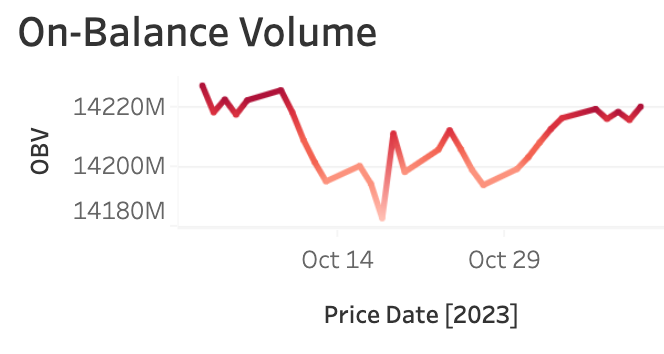 On-Balance Volume
14220M
14200M
14180M
OBV
Oct 14
Oct 29
Price Date [2023]